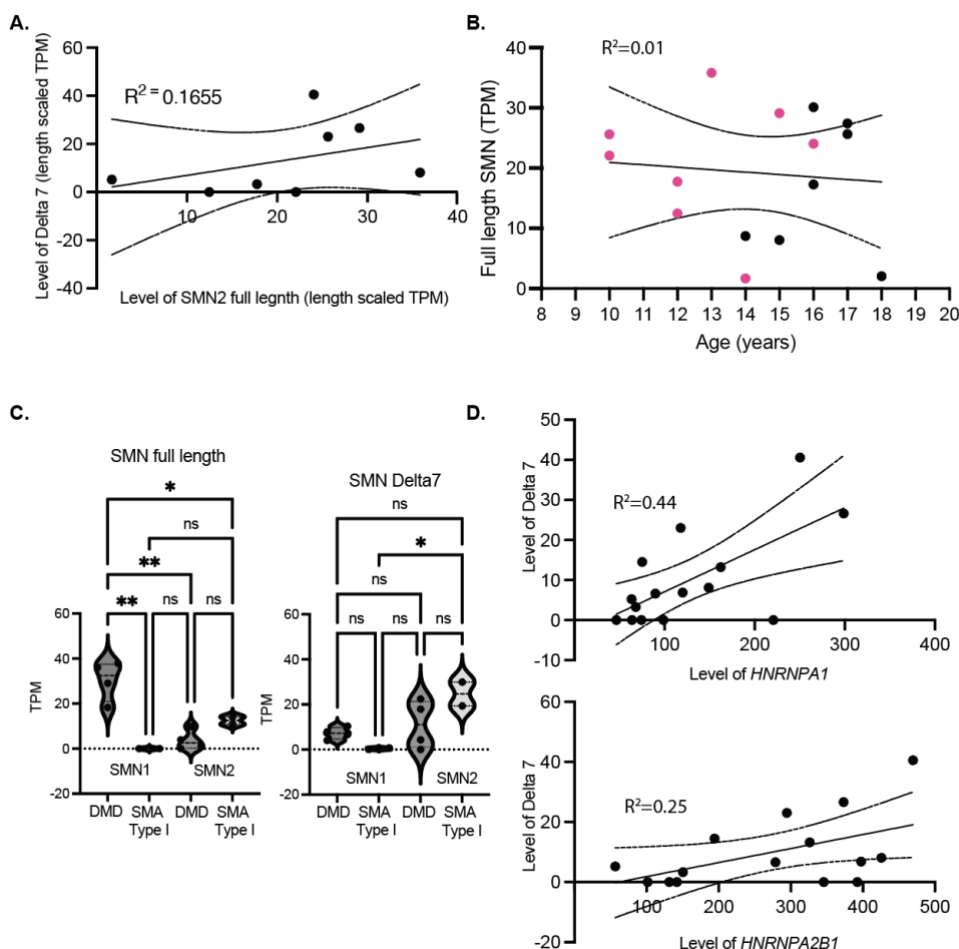 A.
60
40
20
0
-20
-40
10
20
30
40
R² = 0.1655
Level of Delta 7 (length scaled TPM)
Level of SMN2 full legnth (length scaled TPM)
B.
R²=0.01
40
30
20
10
0
Full length SMN (TPM)
8 9 10 11 12 13 14 15 16 17 18 19 20
Age (years)
C.
SMN full length
*
ns
**
** ns ns
60
40
20
0
-20
TPM
SMN1 SMN2
DMD SMA DMD SMA
Type I Type I
SMN Delta7
ns
*
ns
ns ns ns
60
40
20
0
-20
TPM
SMN1 SMN2
DMD SMA DMD SMA
Type I Type I
D.
50
40
30
20
10
0
-10
R²=0.44
Level of Delta 7
100 200 300 400
Level of HNRNPA1
60
40
20
0
-20
R²=0.25
Level of Delta 7
100 200 300 400 500
Level of HNRNPA2B1